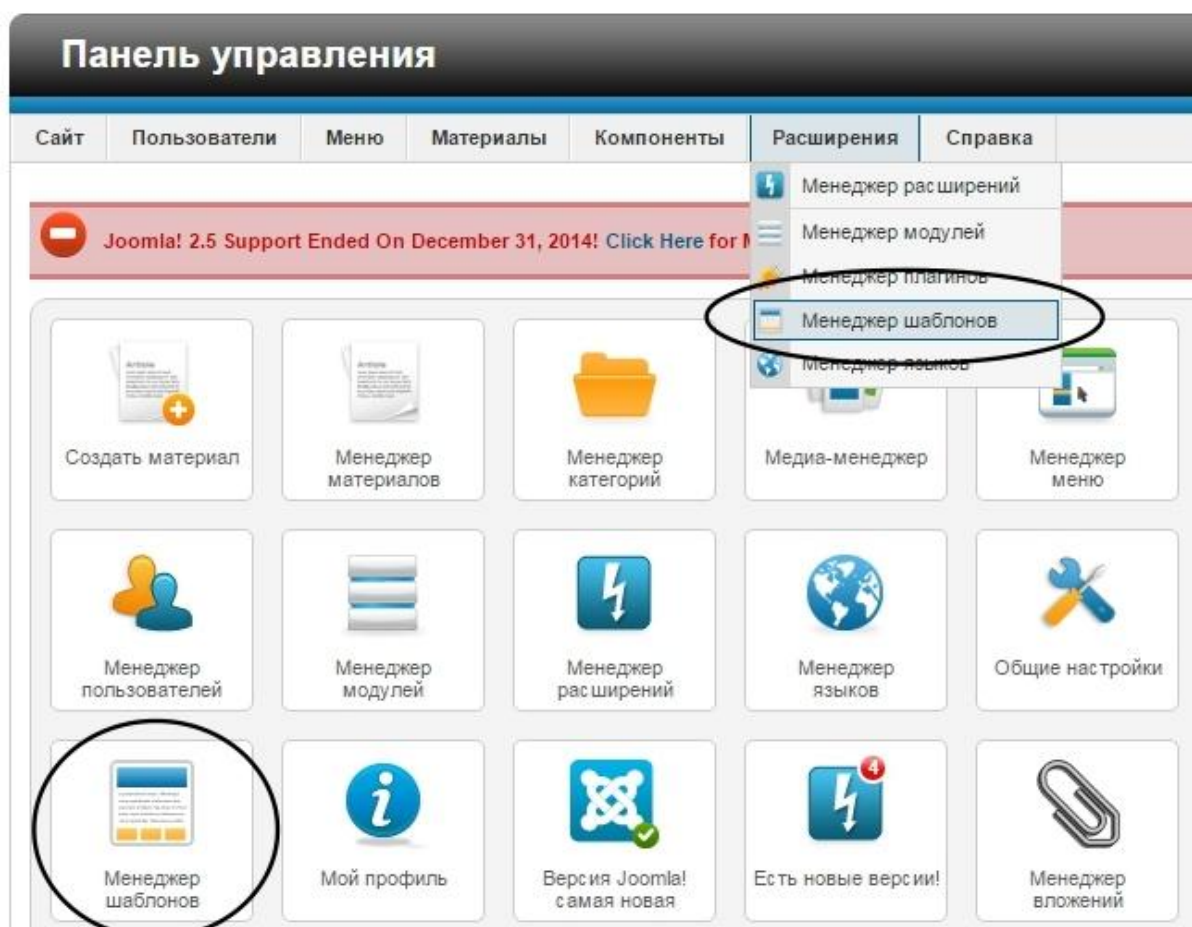 Панель управления
Сайт Пользователи Меню Материалы Компоненты Расширения Справка
Менеджер расширений
Менеджер модулей
Менеджер плагинов
Менеджер шаблонов
Менеджер языков
Joomla! 2.5 Support Ended On December 31, 2014! Click Here for
Создать материал
Менеджер
материалов
Менеджер
категорий
Медиа-менеджер
Менеджер
меню
Менеджер
пользователей
Менеджер
модулей
Менеджер
расширений
Менеджер
языков
Общие настройки
Менеджер
шаблонов
Мой профиль
Версия Joomla!
самая новая
4
Есть новые версии!
Менеджер
вложений